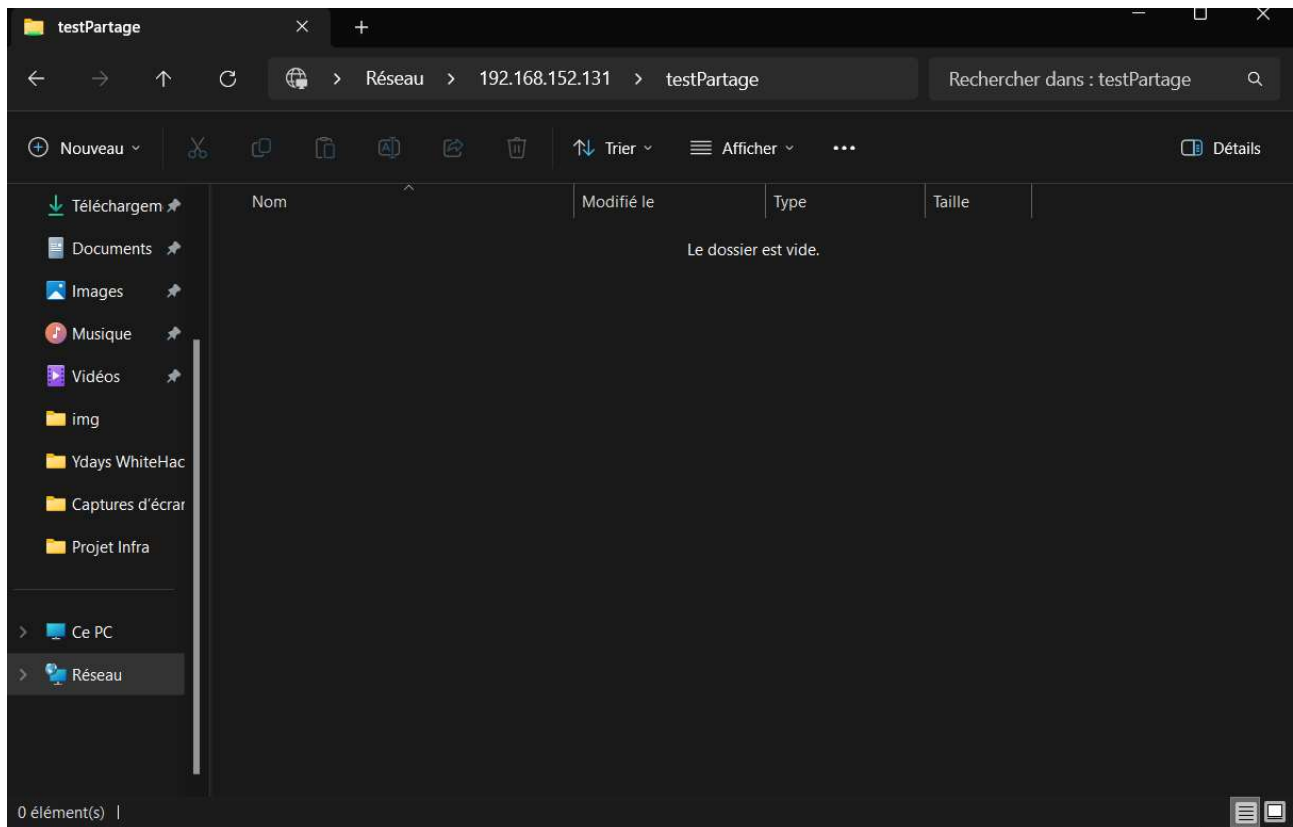 testPartage
Réseau > 192.168.152.131 > testPartage
Rechercher dans : testPartage
Nouveau
Trier
Afficher
Détails
Nom Modifié le Type Taille
Le dossier est vide.
Téléchargem
Documents
Images
Musique
Vidéos
img
Ydays WhiteHac
Captures d'écrar
Projet Infra
Ce PC
Réseau
0 élément(s)